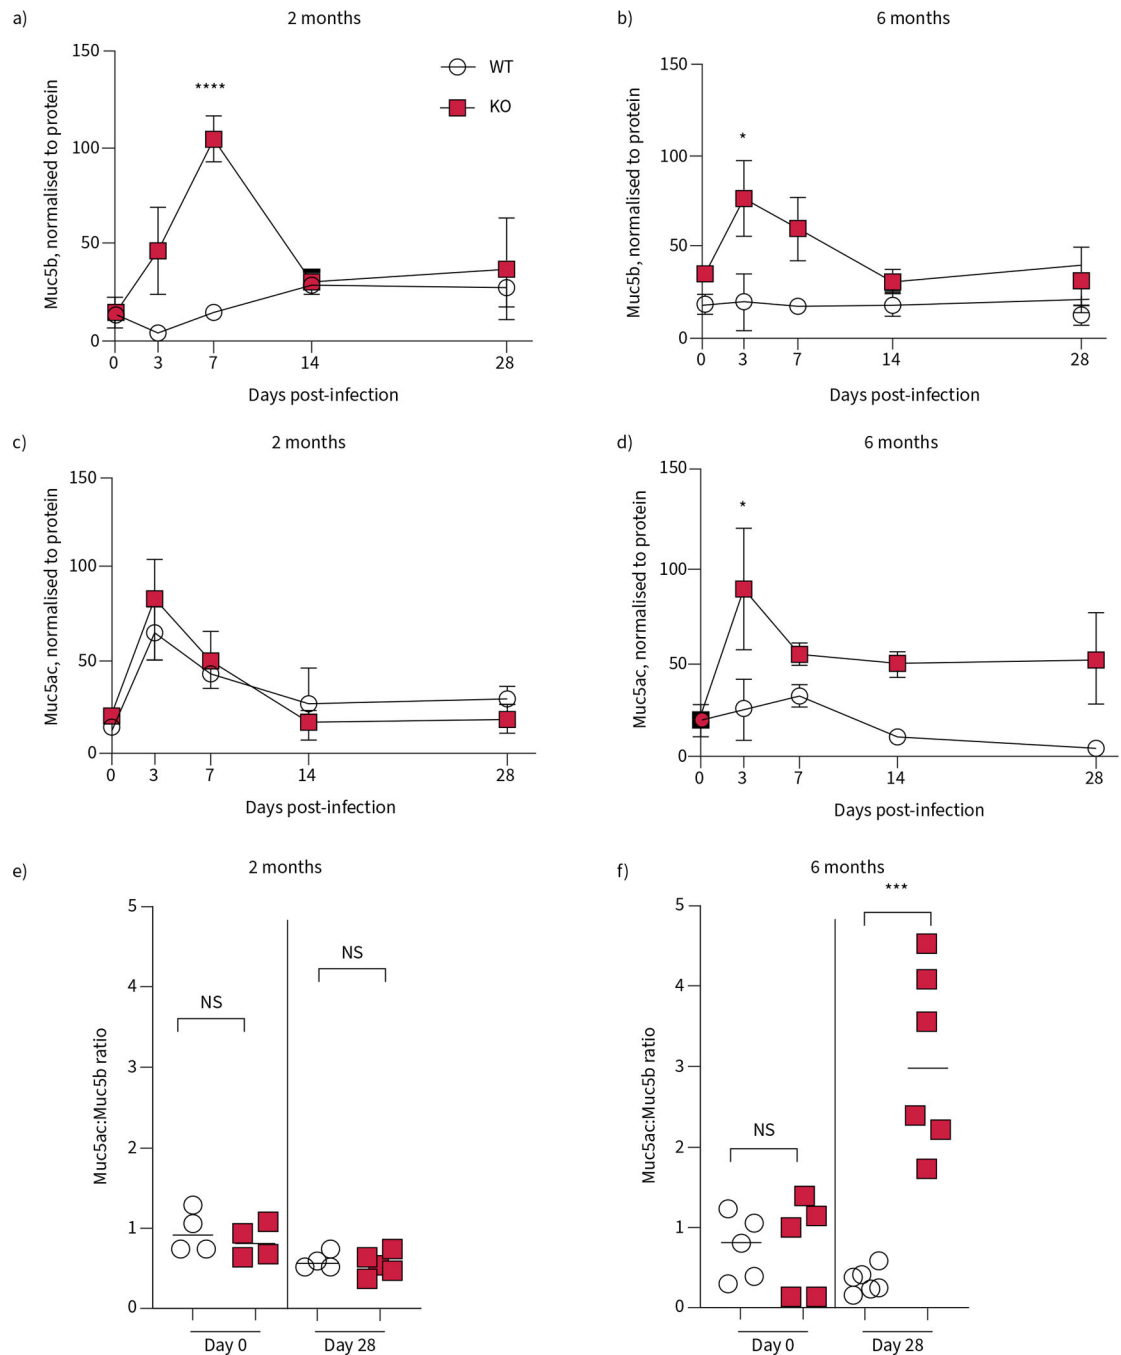 a)
2 months
Muc5b, normalised to protein
150
100
50
0
****
WT
KO
0 3 7 14 28
Days post-infection
b)
6 months
Muc5b, normalised to protein
150
100
50
0
*
0 3 7 14 28
Days post-infection
c)
2 months
Muc5ac, normalised to protein
150
100
50
0
0 3 7 14 28
Days post-infection
d)
6 months
Muc5ac, normalised to protein
150
100
50
0
*
0 3 7 14 28
Days post-infection
e)
2 months
Muc5ac:Muc5b ratio
5
4
3
2
1
0
NS
NS
Day 0 Day 28
f)
6 months
Muc5ac:Muc5b ratio
5
4
3
2
1
0
NS
***
Day 0 Day 28